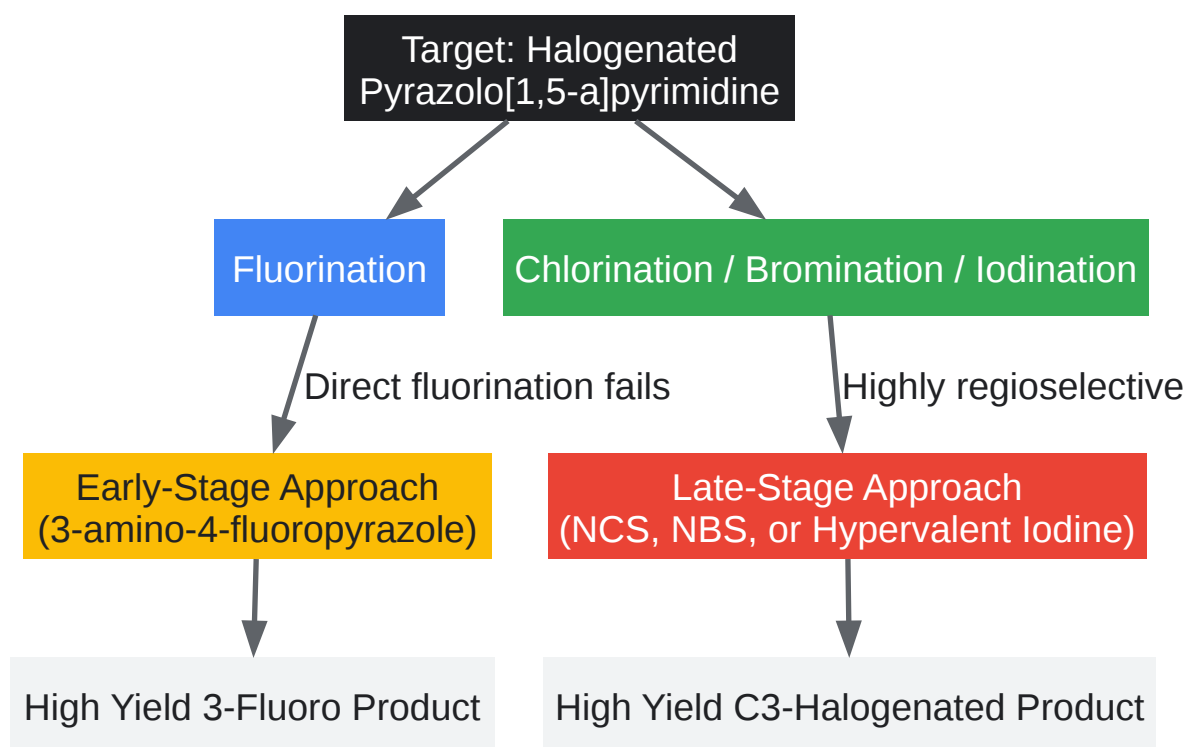 Target: Halogenated
Pyrazolo[1,5-a]pyrimidine
Fluorination
Chlorination / Bromination / Iodination
Direct fluorination fails
Highly regioselective
Early-Stage Approach
(3-amino-4-fluoropyrazole)
Late-Stage Approach
(NCS, NBS, or Hypervalent Iodine)
High Yield 3-Fluoro Product
High Yield C3-Halogenated Product